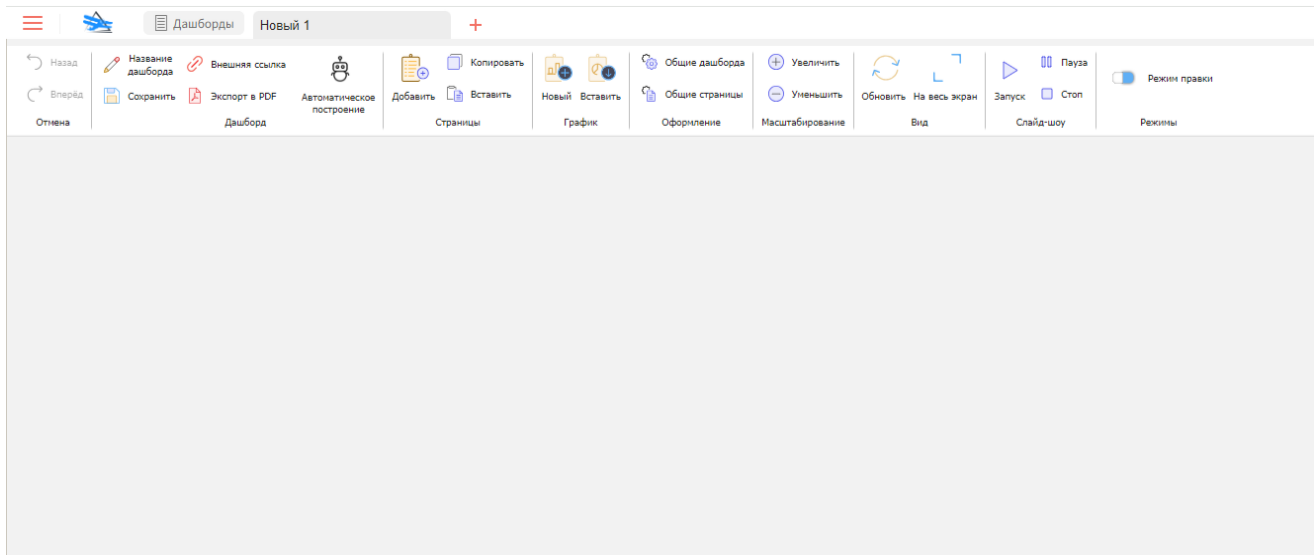 Дашборды
Новый 1
Назад
Вперёд
Отмена
Название
дашборда
Внешняя ссылка
Сохранить
Экспорт в PDF
Автоматическое
построение
Дашборд
Добавить
Копировать
Вставить
Страницы
Новый
Вставить
График
Общие дашборда
Общие страницы
Оформление
Увеличить
Уменьшить
Масштабирование
Обновить
На весь экран
Вид
Запуск
Пауза
Стоп
Слайд-шоу
Режим правки
Режимы